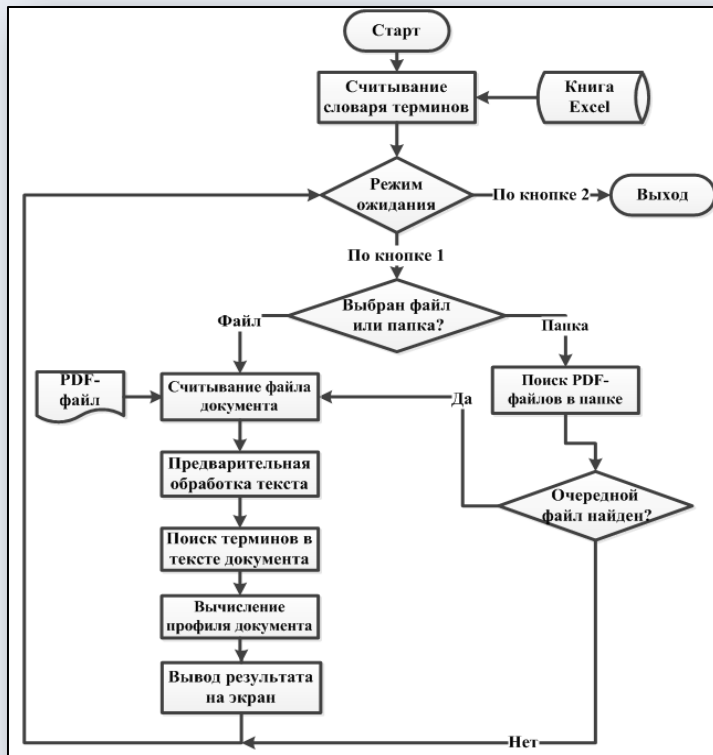 Старт
Считывание
словаря терминов
Книга
Excel
Режим
ожидания
По кнопке 2
Выход
По кнопке 1
Выбран файл
или папка?
Файл
Папка
PDF-
файл
Считывание файла
документа
Да
Поиск PDF-
файлов в папке
Предварительная
обработка текста
Очередной
файл найден?
Поиск терминов в
тексте документа
Вычисление
профиля документа
Вывод результата
на экран
Нет